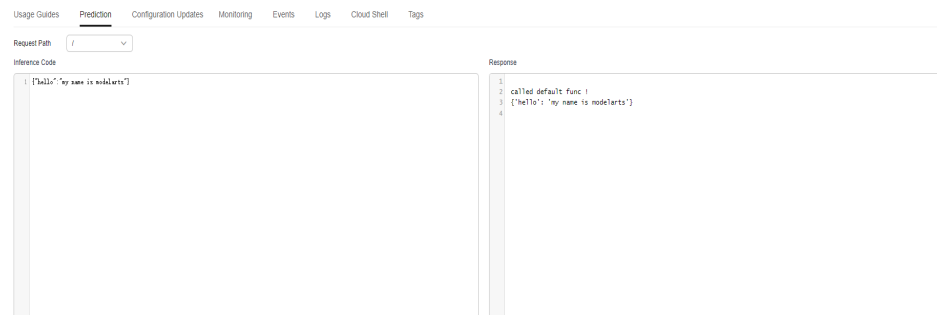 Usage Guides Prediction Configuration Updates Monitoring Events Logs Cloud Shell Tags
Request Path /
Inference Code
1 {"hello":"my name is modelarts"}
Response
1
2 called default func !
3 {'hello': 'my name is modelarts'}
4